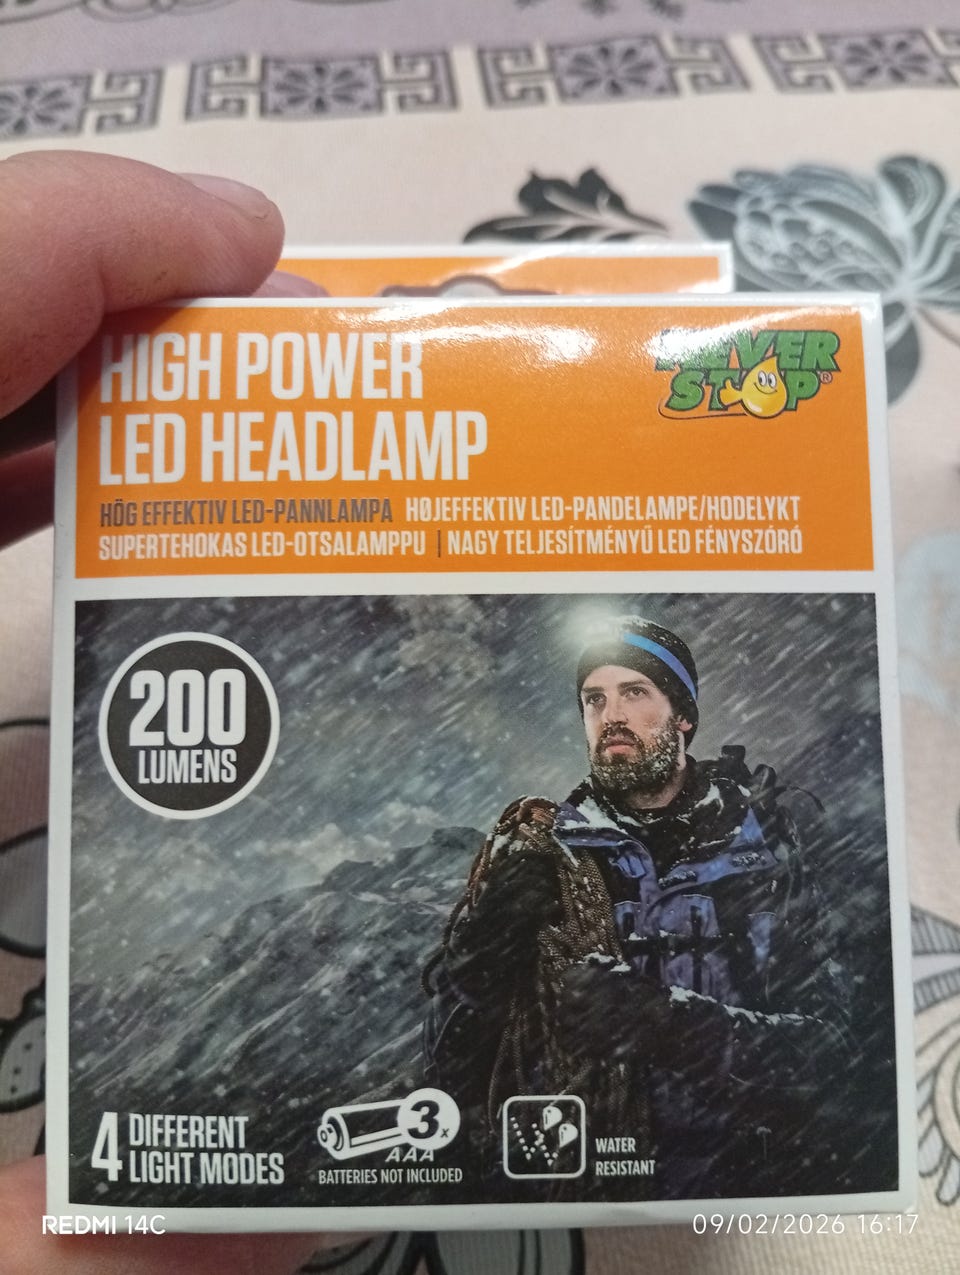 HIGH POWER
LED HEADLAMP
NEVER
STOP®
HÖG EFFEKTIV LED-PANNLAMPA HØJEFFEKTIV LED-PANDELAMPE/HODELYKT
SUPERTEHOKAS LED-OTSALAMPPU | NAGY TELJESÍTMÉNYŰ LED FÉNYSZÓRÓ
200
LUMENS
4 DIFFERENT
LIGHT MODES
3x
AAA
BATTERIES NOT INCLUDED
WATER
RESISTANT
REDMI 14C
09/02/2026 16:17